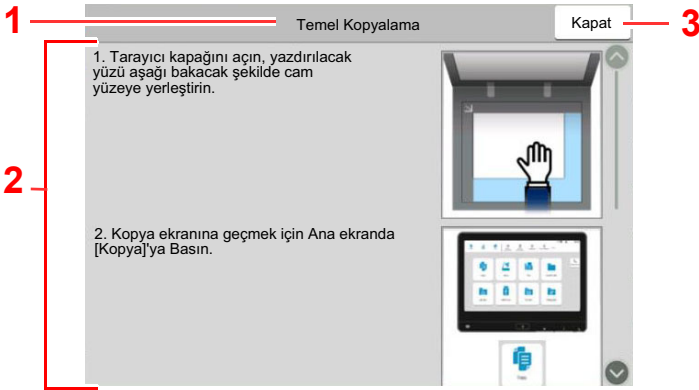 1
Temel Kopyalama
Kapat
3
2
1. Tarayıcı kapağını açın, yazdırılacak
yüzü aşağı bakacak şekilde cam
yüzeye yerleştirin.
2. Kopya ekranına geçmek için Ana ekranda
[Kopya]'ya Basın.